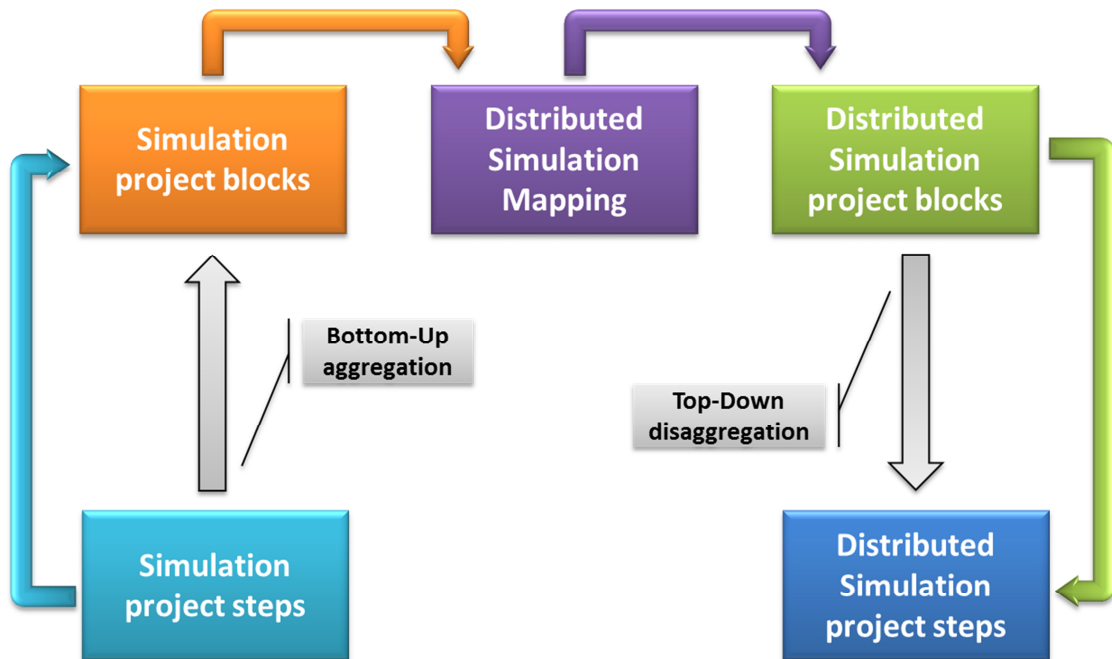 Simulation
project blocks
Distributed
Simulation
Mapping
Distributed
Simulation
project blocks
Bottom-Up
aggregation
Top-Down
disaggregation
Simulation
project steps
Distributed
Simulation
project steps